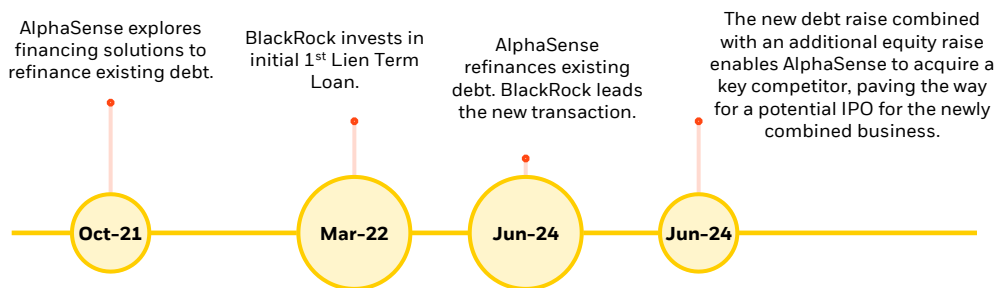 AlphaSense explores
financing solutions to
refinance existing debt.
BlackRock invests in
initial 1st Lien Term
Loan.
AlphaSense
refinances existing
debt. BlackRock leads
the new transaction.
The new debt raise combined
with an additional equity raise
enables AlphaSense to acquire a
key competitor, paving the way
for a potential IPO for the newly
combined business.
Oct-21
Mar-22
Jun-24
Jun-24